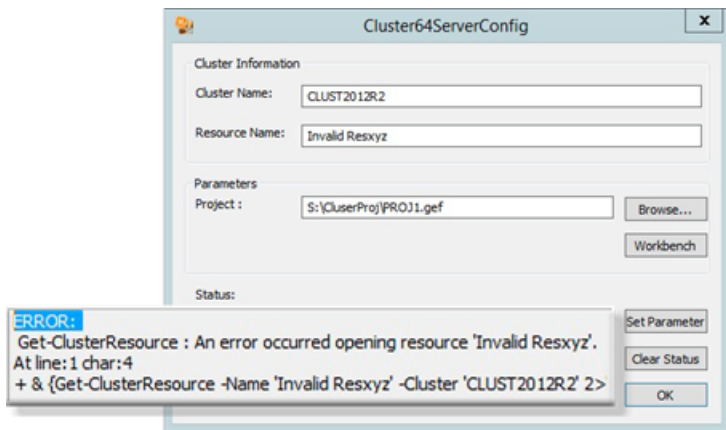 Cluster64ServerConfig
x
Cluster Information
Cluster Name:
CLUST2012R2
Resource Name:
Invalid Resxyz
Parameters
Project :
S:\CluserProj\PROJ1.gef
Browse...
Workbench
Status:
ERROR:
Get-ClusterResource : An error occurred opening resource 'Invalid Resxyz'.
At line:1 char:4
+ & {Get-ClusterResource -Name 'Invalid Resxyz' -Cluster 'CLUST2012R2' 2>
Set Parameter
Clear Status
OK